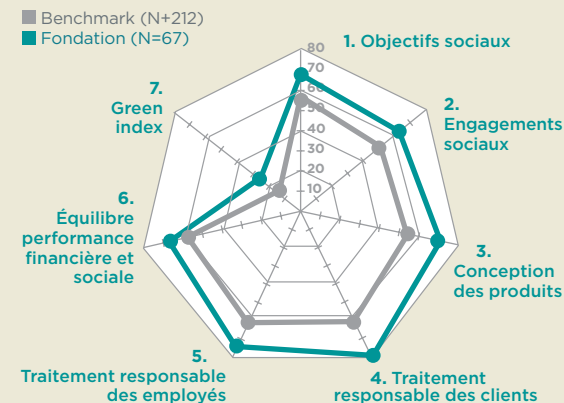 Benchmark (N+212)
Fondation (N=67)
80
70
60
50
40
30
20
10
1. Objectifs sociaux
2.
Engagements
sociaux
3.
Conception
des produits
4. Traitement
responsable des clients
5.
Traitement responsable
des employés
6.
Équilibre
performance
financière et
sociale
7.
Green
index